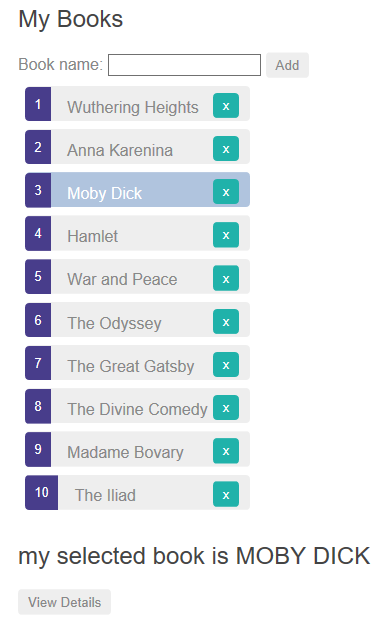 My Books
Book name: Add
1 Wuthering Heights x
2 Anna Karenina x
3 Moby Dick x
4 Hamlet x
5 War and Peace x
6 The Odyssey x
7 The Great Gatsby x
8 The Divine Comedy x
9 Madame Bovary x
10 The Iliad x
my selected book is MOBY DICK
View Details